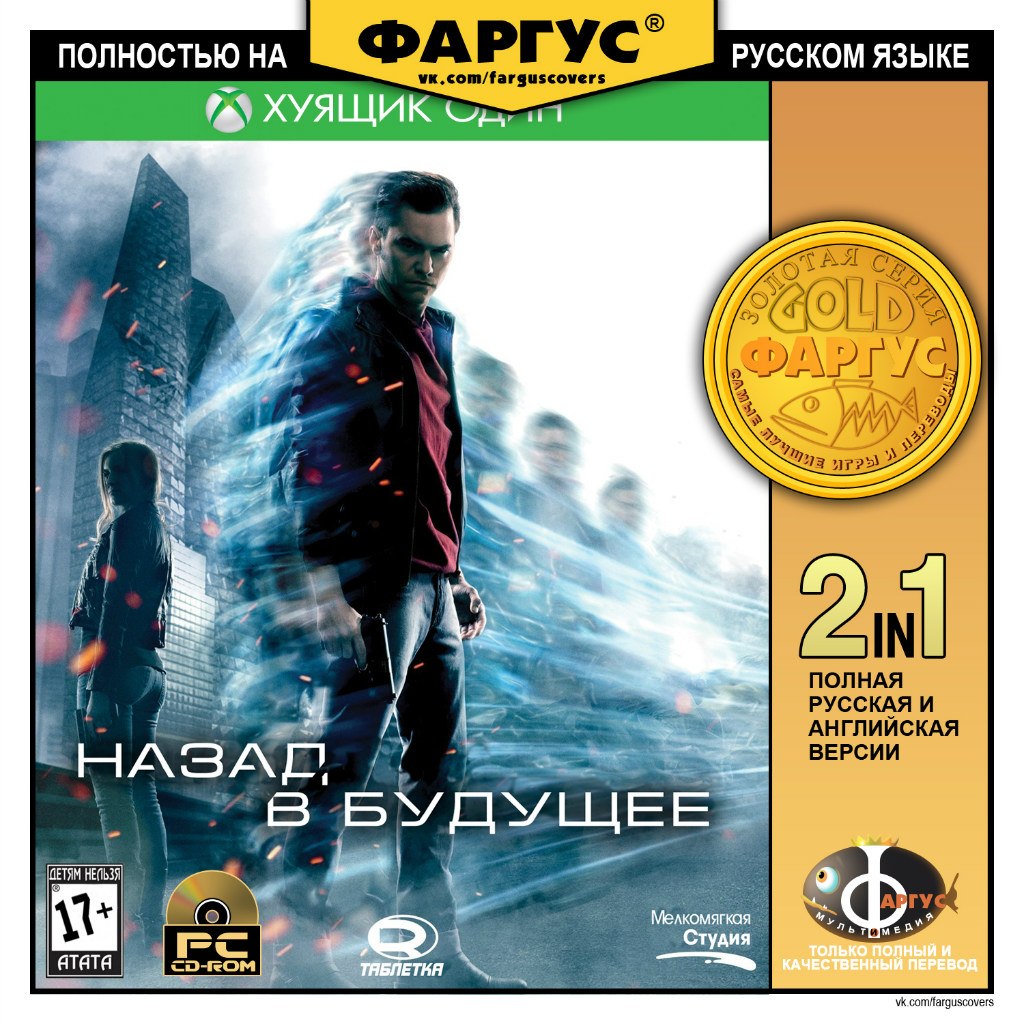 ПОЛНОСТЬЮ НА
ФАРГУС®
vk.com/farguscovers
РУССКОМ ЯЗЫКЕ
ХУЯЩИК ОДИН
ЗОЛОТАЯ СЕРИЯ
GOLD
ФАРГУС
САМЫЕ ЛУЧШИЕ ИГРЫ И ПЕРЕВОДЫ
2IN1
ПОЛНАЯ
РУССКАЯ И
АНГЛИЙСКАЯ
ВЕРСИИ
НАЗАД
В БУДУЩЕЕ
ДЕТЯМ НЕЛЬЗЯ
17+
®
АТАТА
PC
CD-ROM
ТАБЛЕТКА
Мелкомягкая
Студия
ФАРГУС
МУЛЬТИМЕДИЯ
ТОЛЬКО ПОЛНЫЙ И
КАЧЕСТВЕННЫЙ ПЕРЕВОД
vk.com/farguscovers